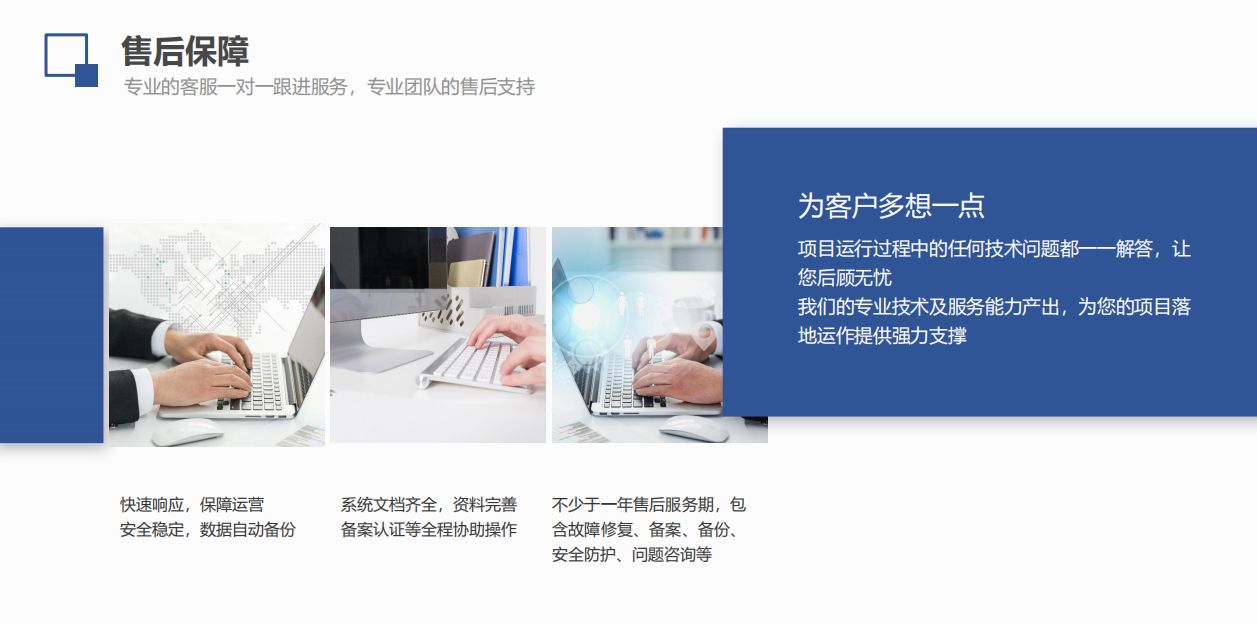 售后保障
专业的客服一对一跟进服务，专业团队的售后支持
为客户多想一点
项目运行过程中的任何技术问题都一一解答，让
您后顾无忧
我们的专业技术及服务能力产出，为您的项目落
地运作提供强力支撑
快速响应，保障运营
安全稳定，数据自动备份
系统文档齐全，资料完善
备案认证等全程协助操作
不少于一年售后服务期，包
含故障修复、备案、备份、
安全防护、问题咨询等